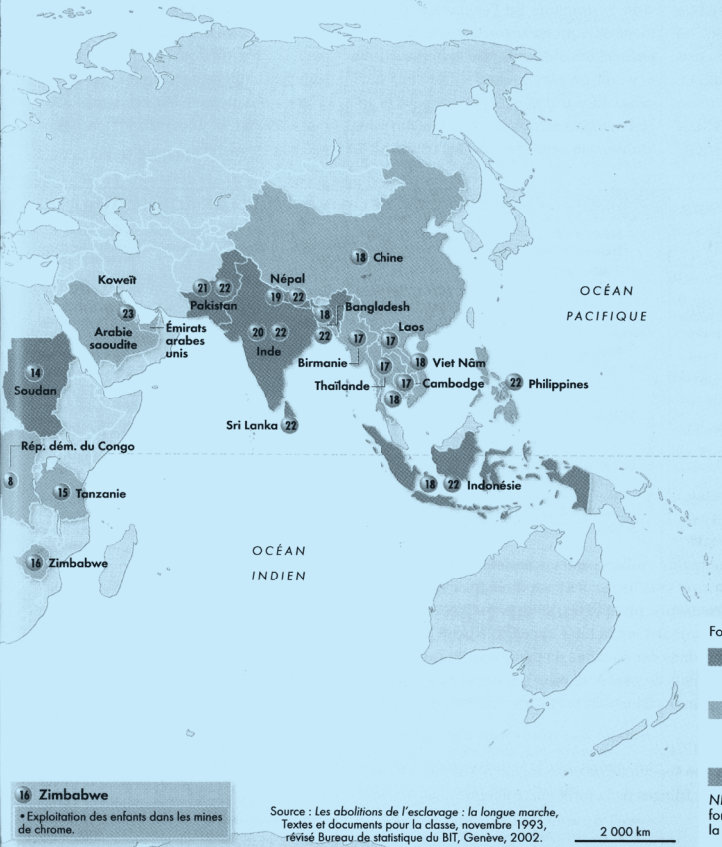 18 Chine
Koweït
21 22
Pakistan
Népal
19 22
OCÉAN
PACIFIQUE
23
Arabie
saoudite
Émirats
arabes
unis
20 22
Inde
18
Bangladesh
22
Laos
17 17
Birmanie
17
18 Viet Nâm
14
Soudan
Thaïlande
17 Cambodge
18
22 Philippines
Sri Lanka 22
Rép. dém. du Congo
8
15 Tanzanie
18 22 Indonésie
OCÉAN
INDIEN
16 Zimbabwe
Fo
16 Zimbabwe
• Exploitation des enfants dans les mines
de chrome.
Source : Les abolitions de l'esclavage : la longue marche,
Textes et documents pour la classe, novembre 1993,
révisé Bureau de statistique du BIT, Genève, 2002.
2 000 km
fo
la